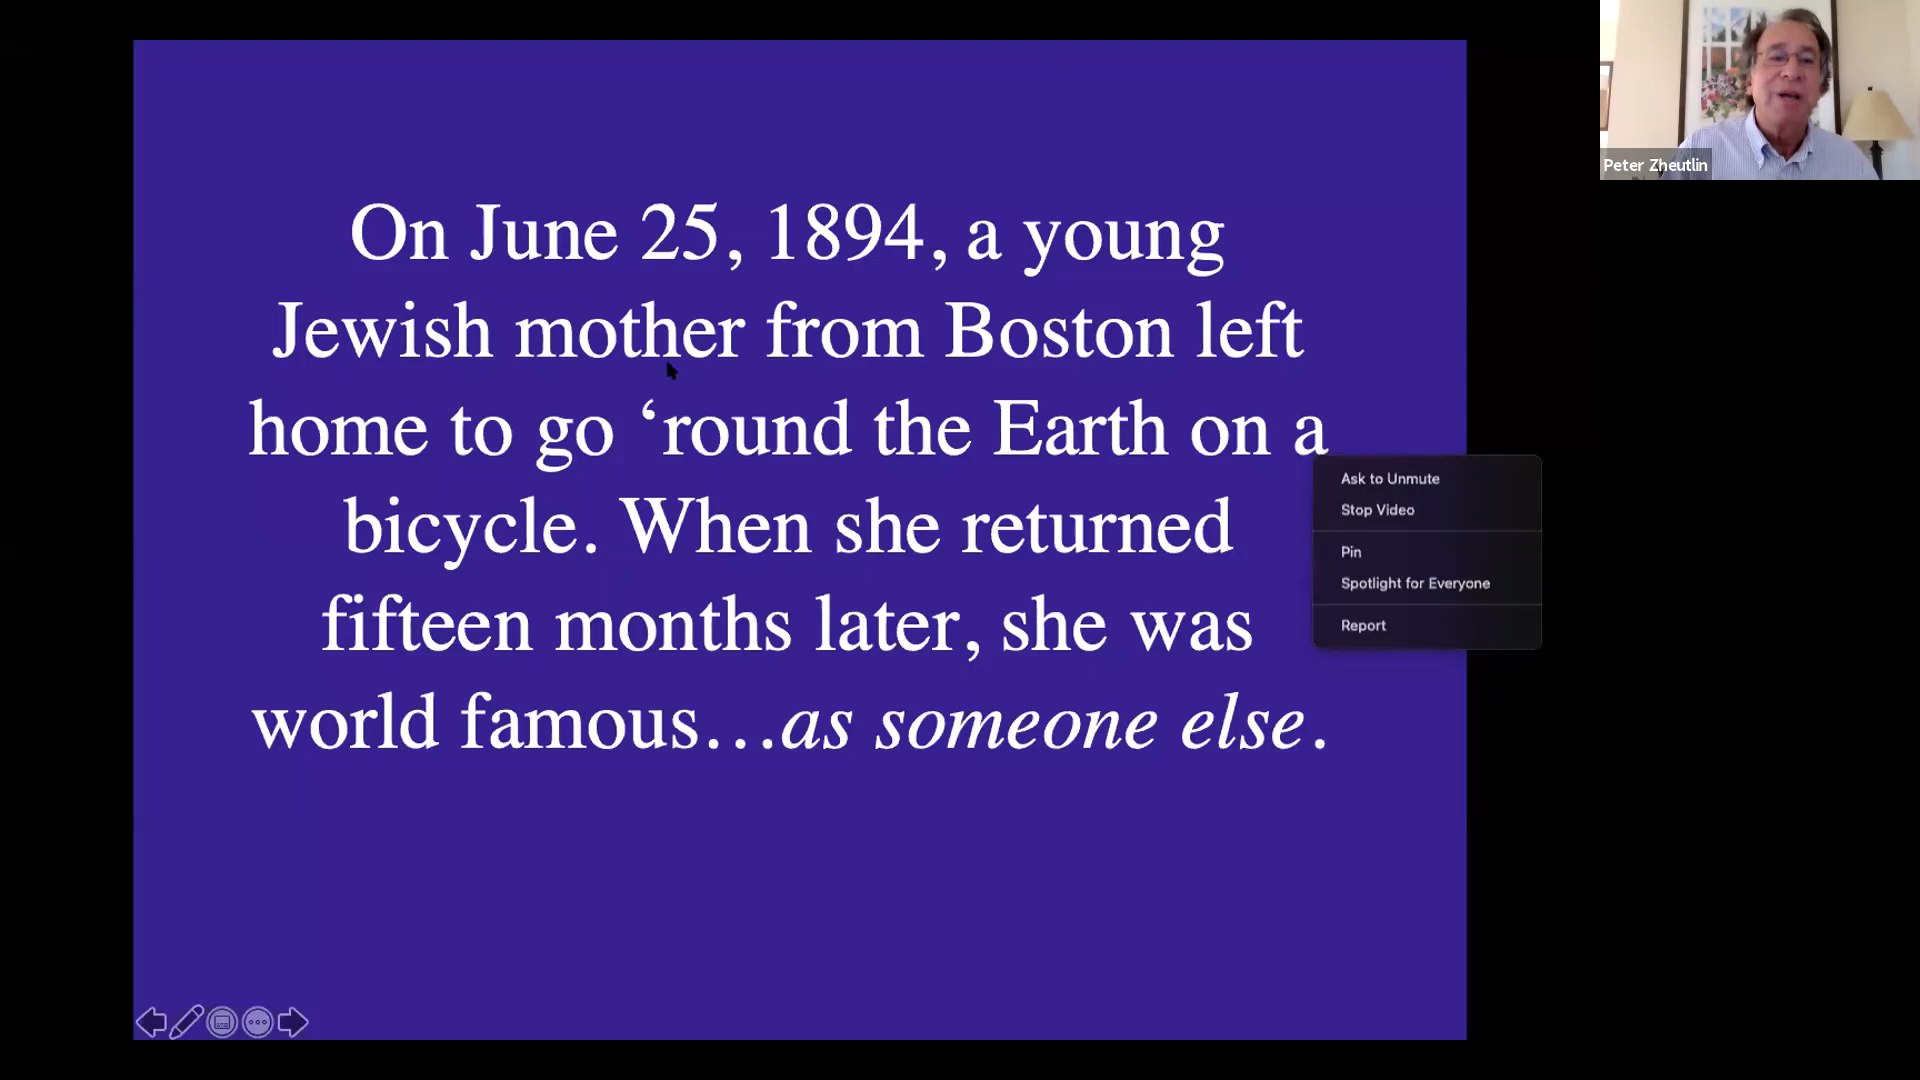 On June 25, 1894, a young
Jewish mother from Boston left
home to go ‘round the Earth on a
bicycle. When she returned
fifteen months later, she was
world famous…as someone else.
Peter Zheutlin
Ask to Unmute
Stop Video
Pin
Spotlight for Everyone
Report